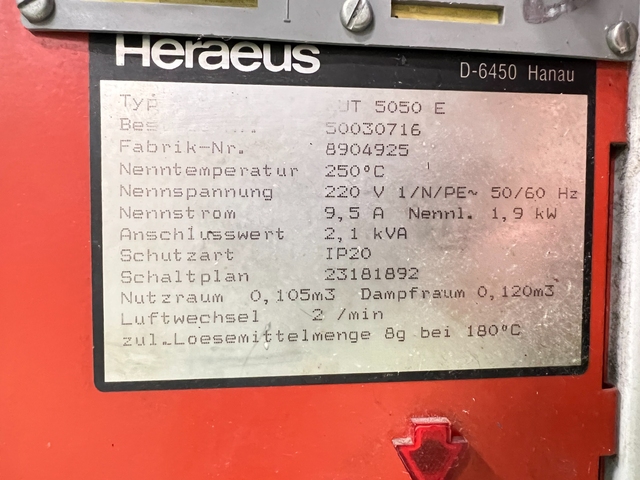 Heraeus
D-6450 Hanau
Typ UT 5050 E
50030716
Fabrik-Nr. 8904925
Nenntemperatur 250°C
Nennspannung 220 V 1/N/PE~ 50/60 Hz
Nennstrom 9,5 A Nennl. 1,9 kW
Anschlusswert 2,1 kVA
Schutzart IP20
Schaltplan 23181892
Nutzraum 0,105m3 Dampfraum 0,120m3
Luftwechsel 2 /min
zul. Loesemittelmenge 8g bei 180°C